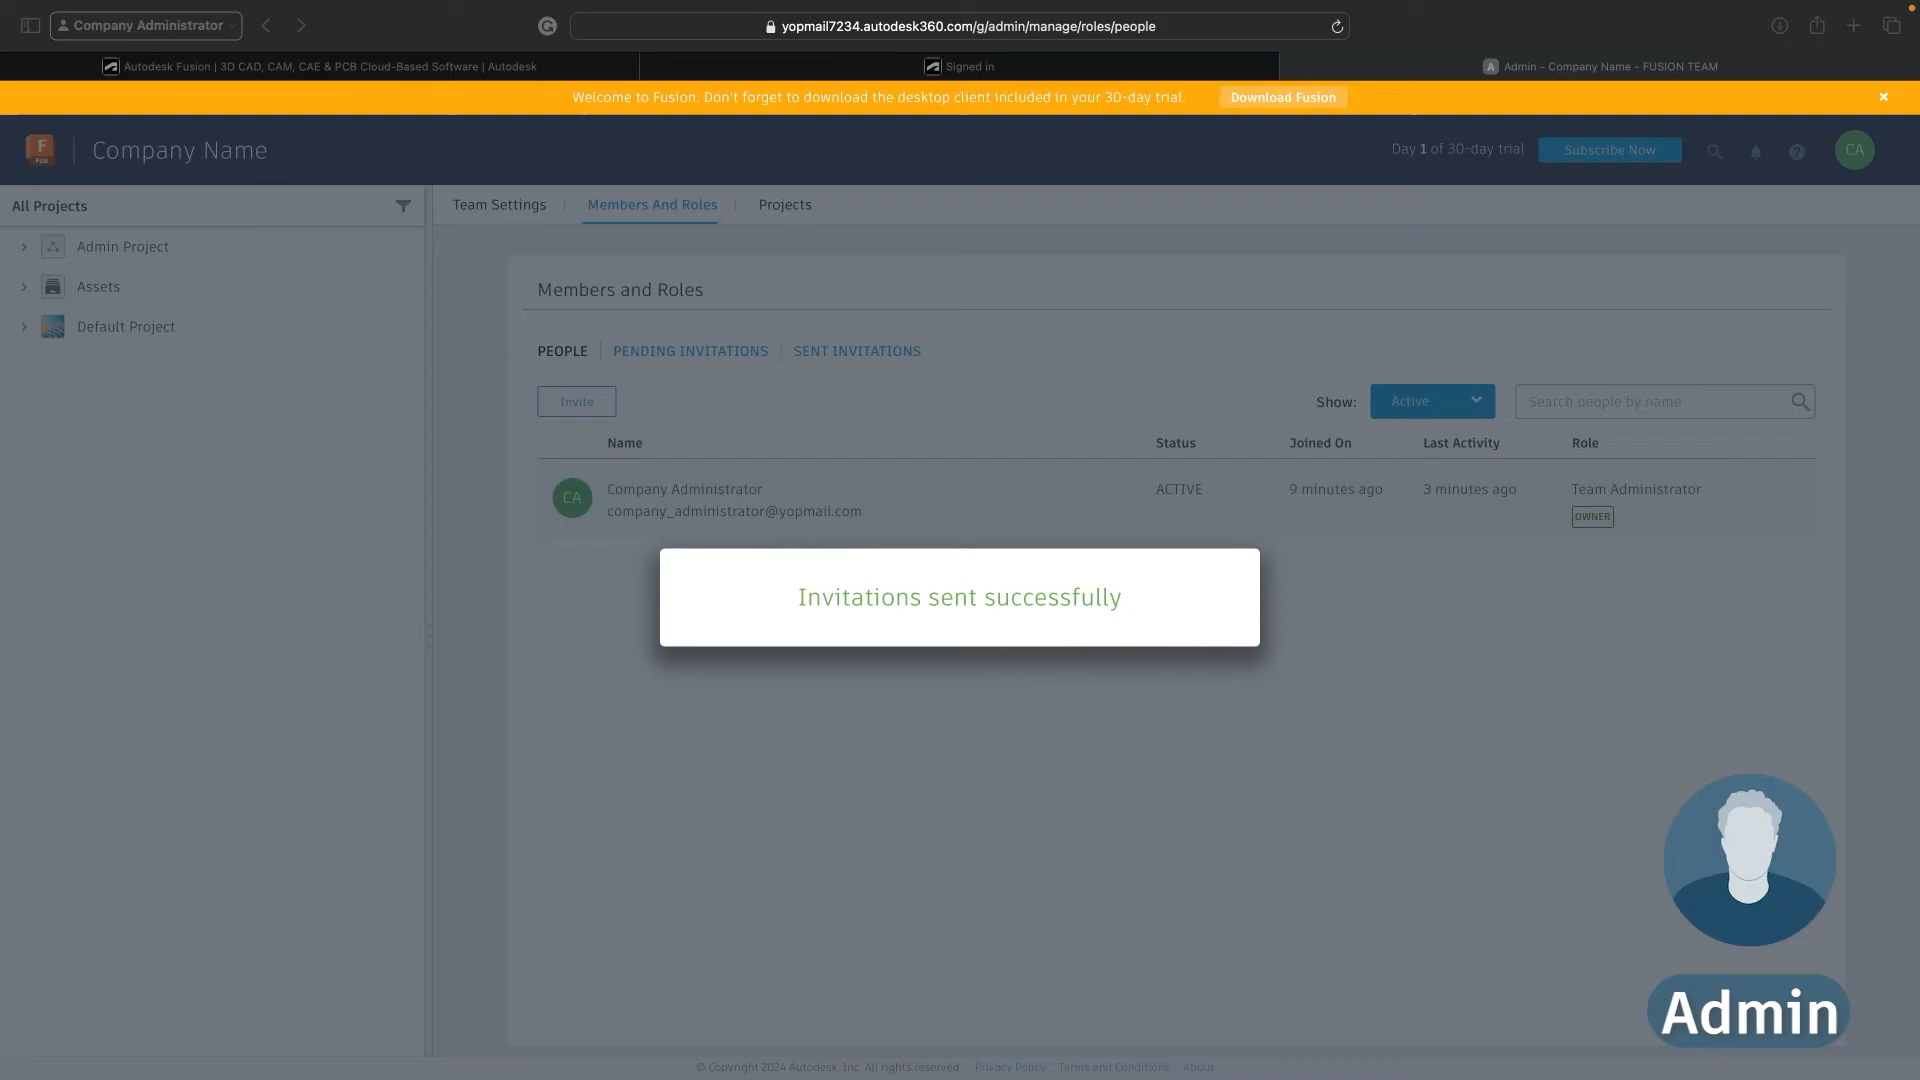 Company Administrator
yopmail7234.autodesk360.com/g/admin/manage/roles/people
Autodesk Fusion | 3D CAD, CAM, CAE & PCB Cloud-Based Software | Autodesk
Signed in
A Admin - Company Name - FUSION TEAM
Welcome to Fusion. Don't forget to download the desktop client included in your 30-day trial.
Download Fusion
F
FUS
Company Name
Day 1 of 30-day trial
Subscribe Now
CA
All Projects
Team Settings
Members And Roles
Projects
Admin Project
Assets
Default Project
Members and Roles
PEOPLE
PENDING INVITATIONS
SENT INVITATIONS
Invite
Show:
Active
Search people by name
Name
Status
Joined On
Last Activity
Role
CA
Company Administrator
ACTIVE
9 minutes ago
3 minutes ago
Team Administrator
company_administrator@yopmail.com
OWNER
Invitations sent successfully
Admin
© Copyright 2024 Autodesk, Inc. All rights reserved
Privacy Policy
Terms and Conditions
About